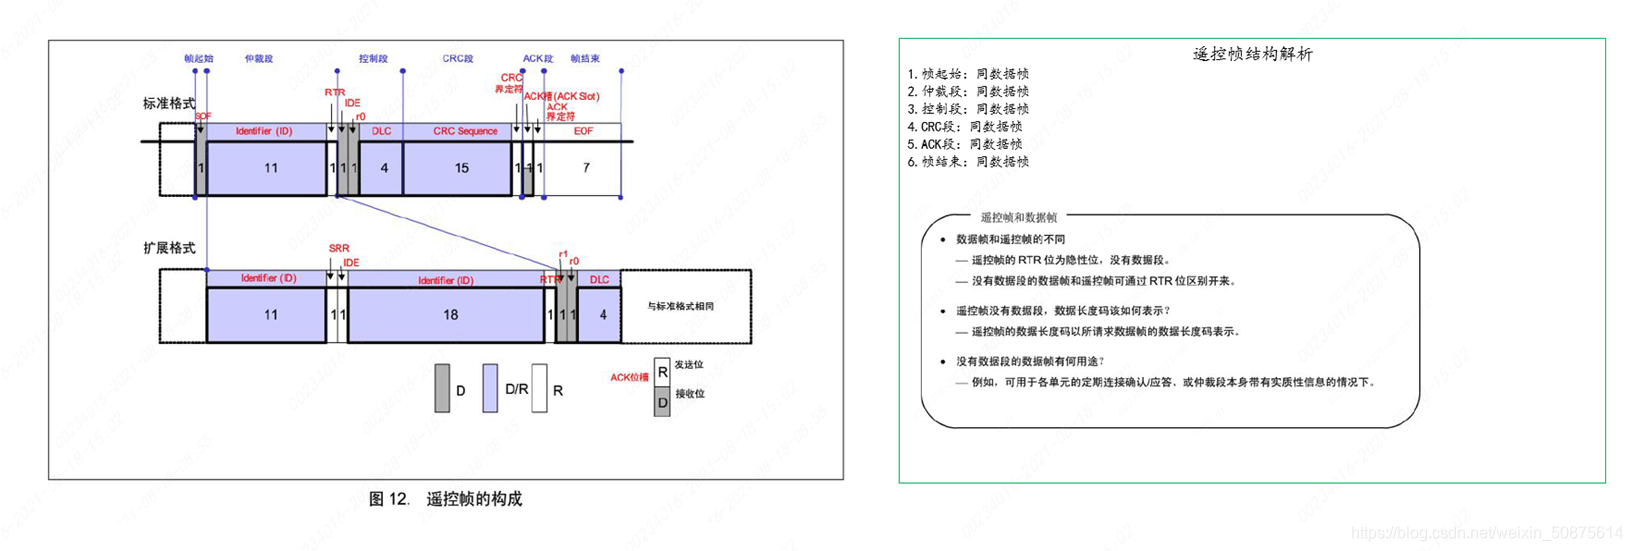 帧起始 仲裁段 控制段 CRC段 ACK段 帧结束
标准格式
SOF
RTR
IDE
r0
CRC
界定符
ACK槽(ACK Slot)
ACK
界定符
Identifier (ID) DLC CRC Sequence EOF
1 11 1 1 1 4 15 1 1 1 7
扩展格式
SRR
IDE
r1
r0
Identifier (ID) Identifier (ID) RTR DLC
11 1 1 18 1 1 1 4 与标准格式相同
D D/R R
ACK位槽
R 发送位
D 接收位
图 12. 遥控帧的构成
遥控帧结构解析
1.帧起始：同数据帧
2.仲裁段：同数据帧
3.控制段：同数据帧
4.CRC段：同数据帧
5.ACK段：同数据帧
6.帧结束：同数据帧
遥控帧和数据帧
• 数据帧和遥控帧的不同
— 遥控帧的 RTR 位为隐性位，没有数据段。
— 没有数据段的数据帧和遥控帧可通过 RTR 位区别开来。
• 遥控帧没有数据段，数据长度码该如何表示？
— 遥控帧的数据长度码以所请求数据帧的数据长度码表示。
• 没有数据段的数据帧有何用途？
— 例如，可用于各单元的定期连接确认/应答、或仲裁段本身带有实质性信息的情况下。
https://blog.csdn.net/weixin_50875614